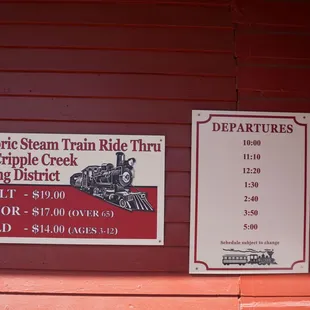 ric Steam Train Ride Thru
Cripple Creek
ng District
LT - $19.00
OR - $17.00 (OVER 65)
LD - $14.00 (AGES 3-12)
DEPARTURES
10:00
11:10
12:20
1:30
2:40
3:50
5:00
Schedule subject to change